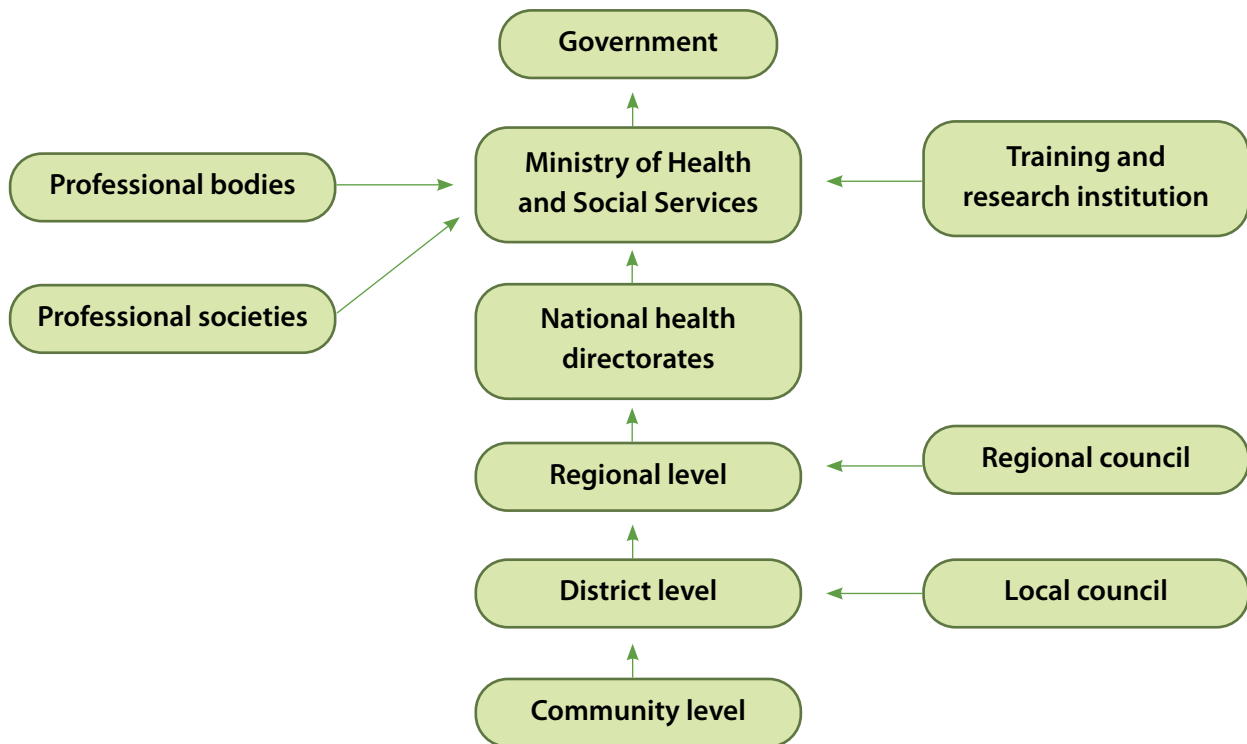 Government
Professional bodies
Ministry of Health
and Social Services
Training and
research institution
Professional societies
National health
directorates
Regional level
Regional council
District level
Local council
Community level